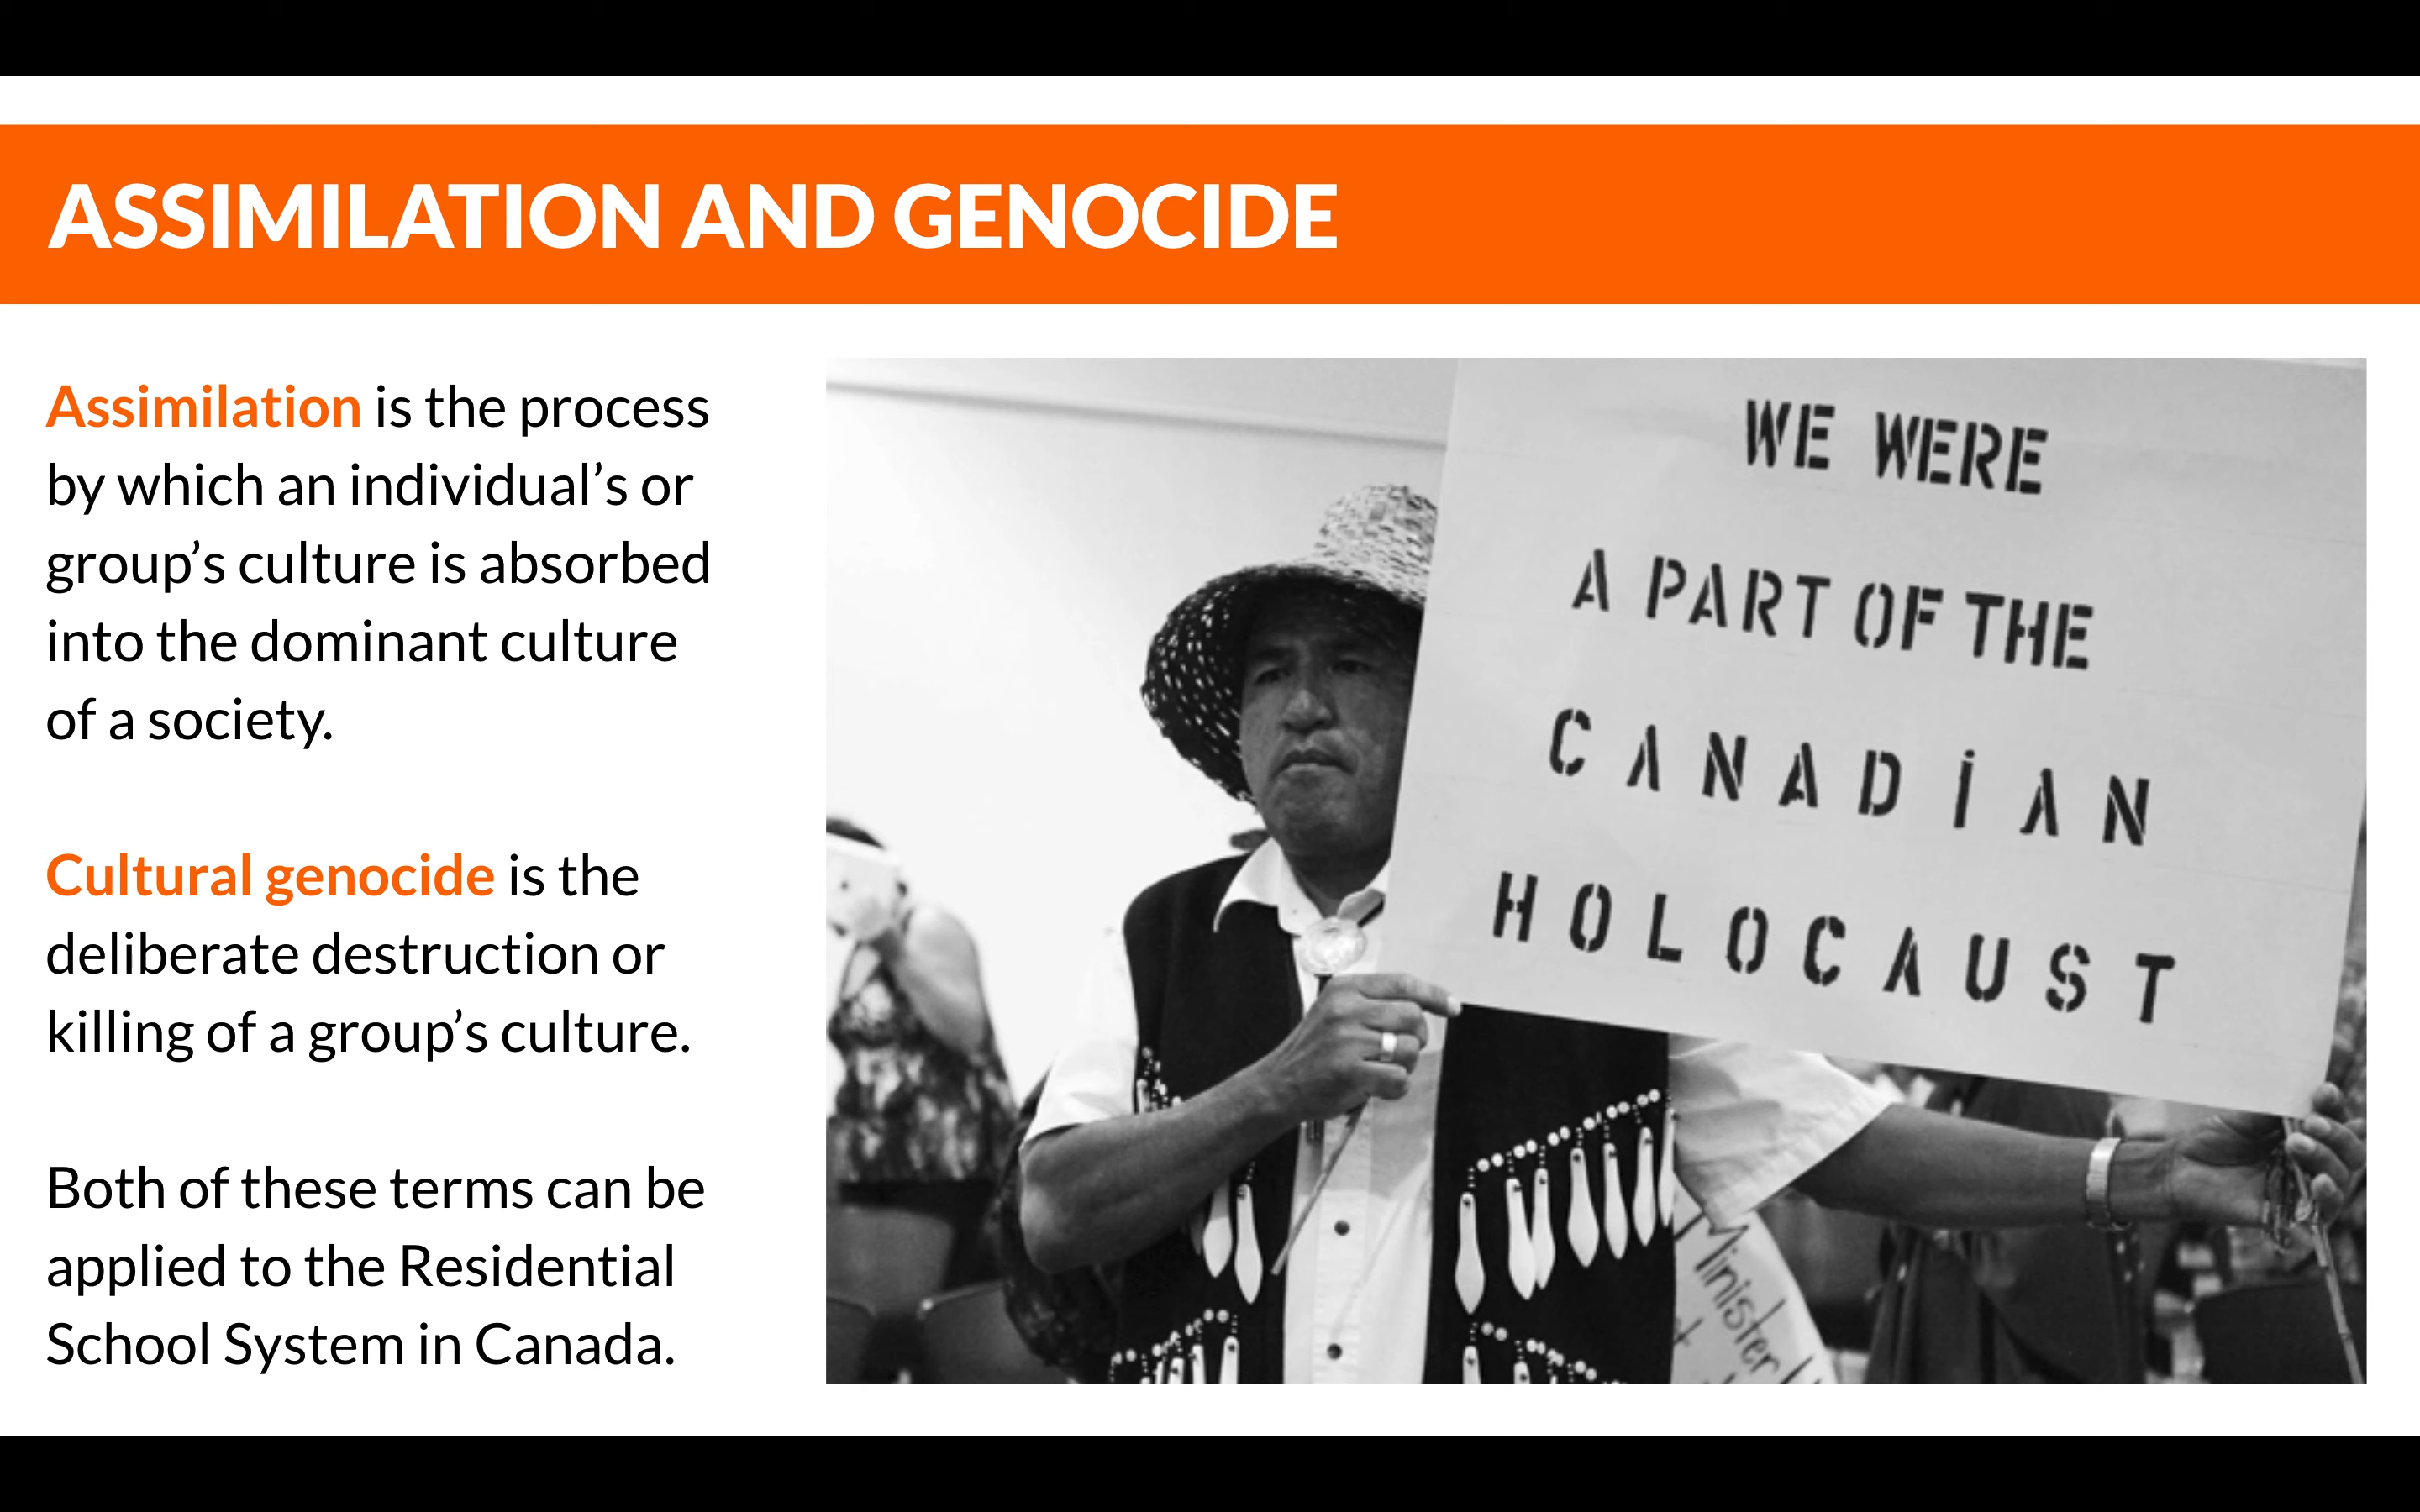 ASSIMILATION AND GENOCIDE
Assimilation is the process
by which an individual’s or
group’s culture is absorbed
into the dominant culture
of a society.
Cultural genocide is the
deliberate destruction or
killing of a group’s culture.
Both of these terms can be
applied to the Residential
School System in Canada.
WE WERE
A PART OF THE
CANADIAN
HOLOCAUST
Minister